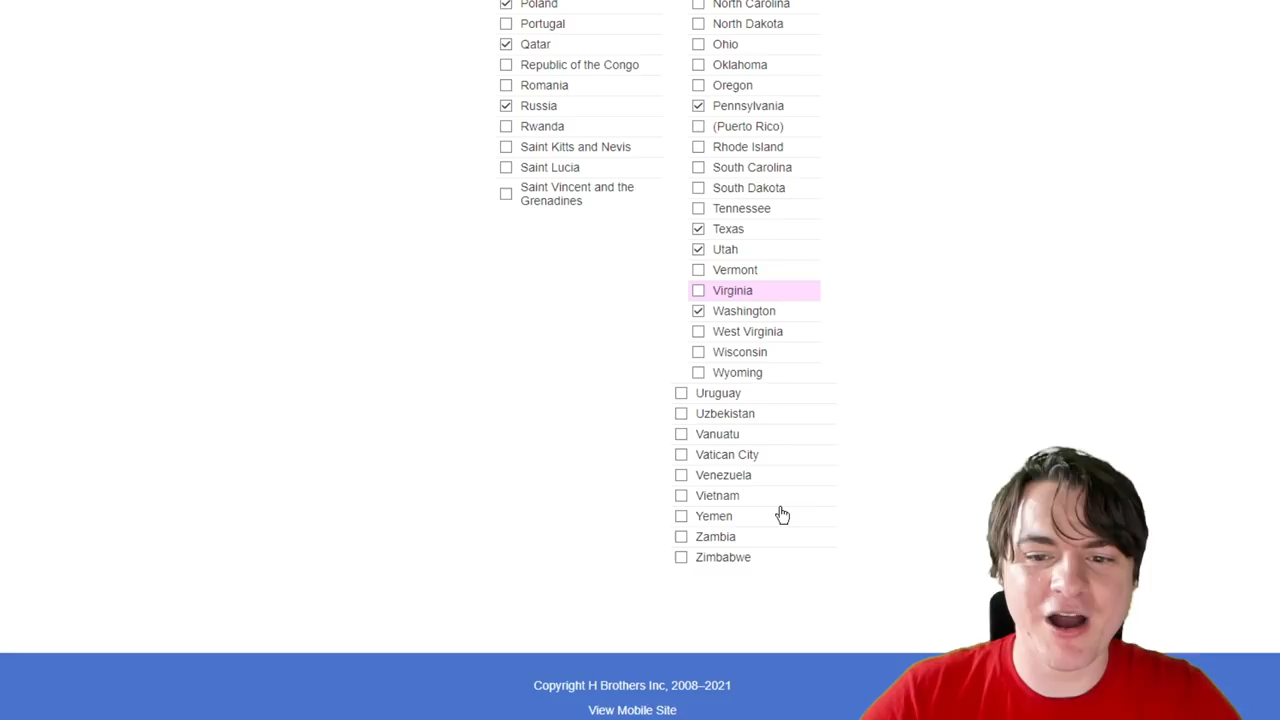 Poland
Portugal
Qatar
Republic of the Congo
Romania
Russia
Rwanda
Saint Kitts and Nevis
Saint Lucia
Saint Vincent and the
Grenadines
North Carolina
North Dakota
Ohio
Oklahoma
Oregon
Pennsylvania
(Puerto Rico)
Rhode Island
South Carolina
South Dakota
Tennessee
Texas
Utah
Vermont
Virginia
Washington
West Virginia
Wisconsin
Wyoming
Uruguay
Uzbekistan
Vanuatu
Vatican City
Venezuela
Vietnam
Yemen
Zambia
Zimbabwe
Copyright H Brothers Inc, 2008–2021
View Mobile Site